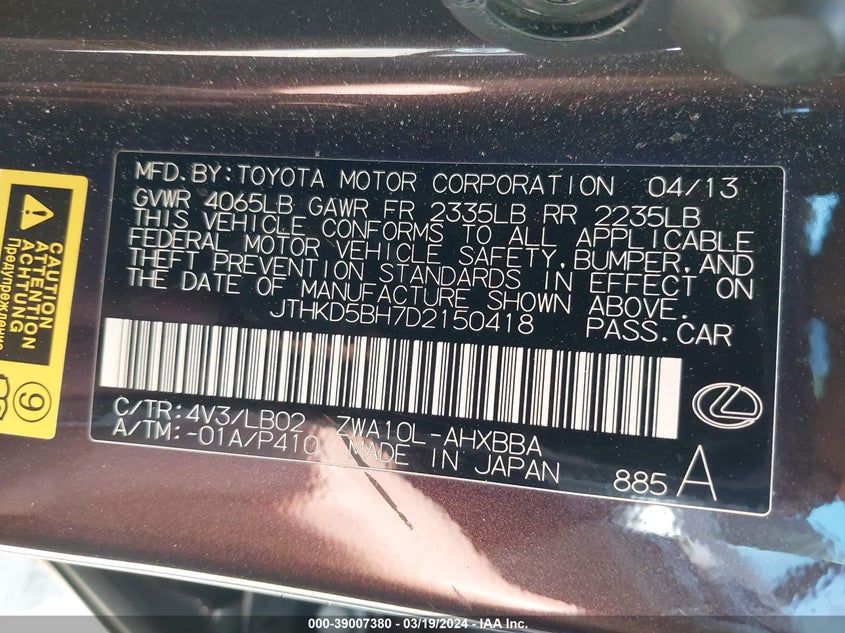 MFD. BY: TOYOTA MOTOR CORPORATION 04/13
GVWR 4065LB GAWR FR 2335LB RR 2235LB
THIS VEHICLE CONFORMS TO ALL APPLICABLE
FEDERAL MOTOR VEHICLE SAFETY, BUMPER, AND
THEFT PREVENTION STANDARDS IN EFFECT ON
THE DATE OF MANUFACTURE SHOWN ABOVE.
JTHKD5BH7D2150418 PASS. CAR
C/TR: 4V3/LB02 ZWA10L-AHXBBA
A/TM: -01A/P410 MADE IN JAPAN
885 A
CAUTION
ATTENTION
ACHTUNG
9
000-39007380 - 03/19/2024 - IAA Inc.